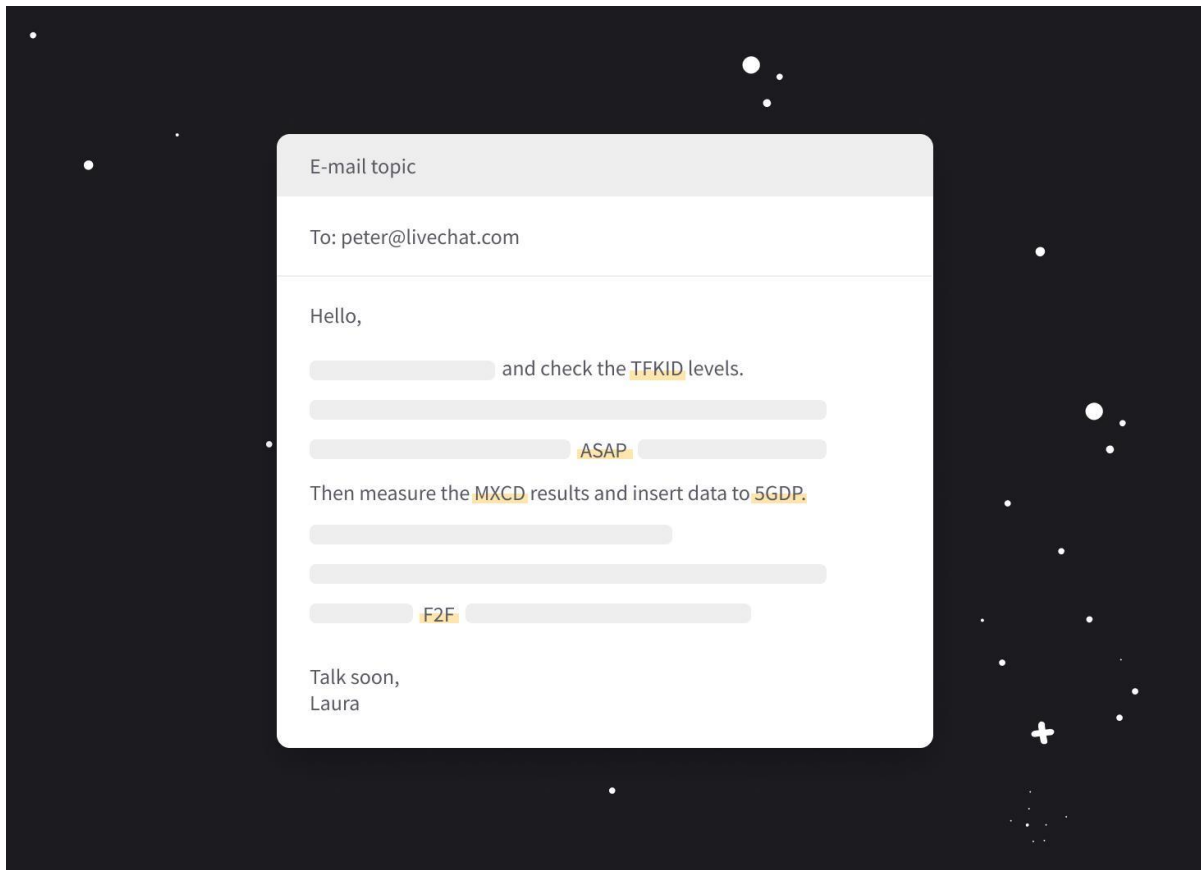 E-mail topic
To: peter@livechat.com
Hello,
and check the TFKID levels.
ASAP
Then measure the MXCD results and insert data to 5GDP.
F2F
Talk soon,
Laura